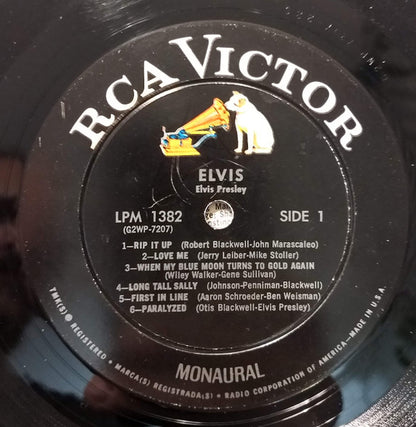 RCA VICTOR
ELVIS
Elvis Presley
LPM 1382
(G2WP-7207)
SIDE 1
1—RIP IT UP (Robert Blackwell-John Marascaleo)
2—LOVE ME (Jerry Leiber-Mike Stoller)
3—WHEN MY BLUE MOON TURNS TO GOLD AGAIN
(Wiley Walker-Gene Sullivan)
4—LONG TALL SALLY (Johnson-Penniman-Blackwell)
5—FIRST IN LINE (Aaron Schroeder-Ben Weisman)
6—PARALYZED (Otis Blackwell-Elvis Presley)
MONAURAL
TMK(S) ® REGISTERED • MARCA(S) REGISTRADA(S) • RADIO CORPORATION OF AMERICA—MADE IN U.S.A.